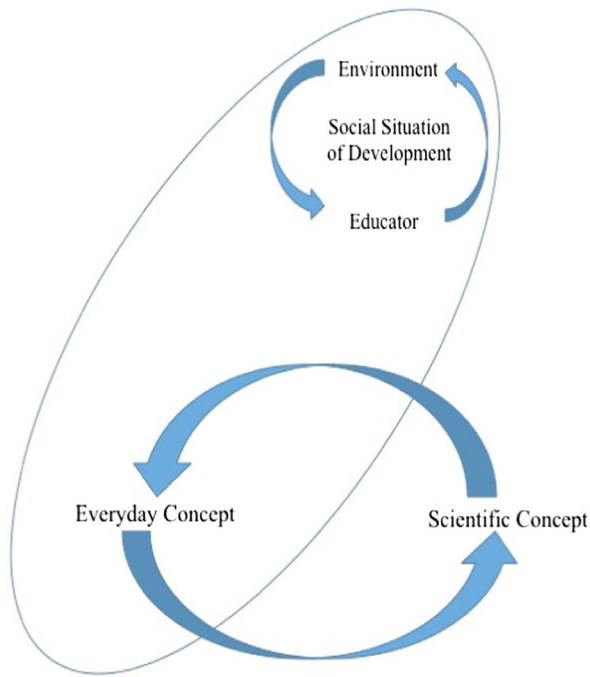 Environment
Social Situation
of Development
Educator
Everyday Concept
Scientific Concept